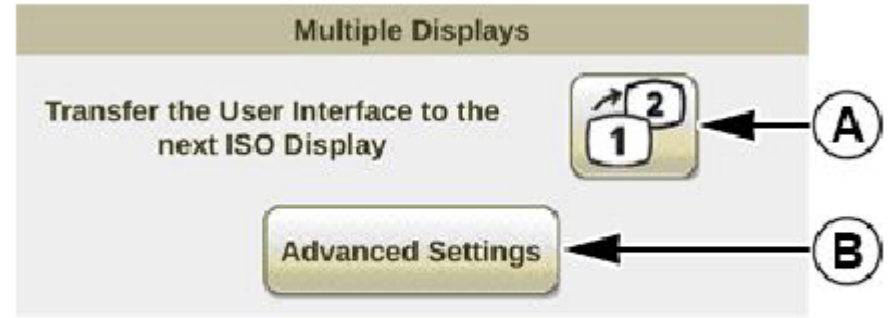 Multiple Displays
Transfer the User Interface to the
next ISO Display
2
1
A
Advanced Settings
B